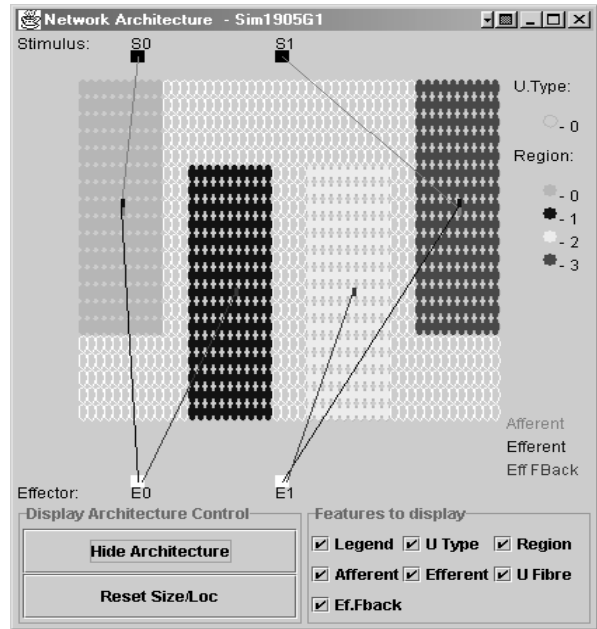 Network Architecture - Sim1905G1
Stimulus: S0 S1
U.Type:
- 0
Region:
- 0
- 1
- 2
- 3
Afferent
Efferent
Eff FBack
Effector: E0 E1
Display Architecture Control
Hide Architecture
Reset Size/Loc
Features to display
Legend U Type Region
Afferent Efferent U Fibre
Ef.Fback